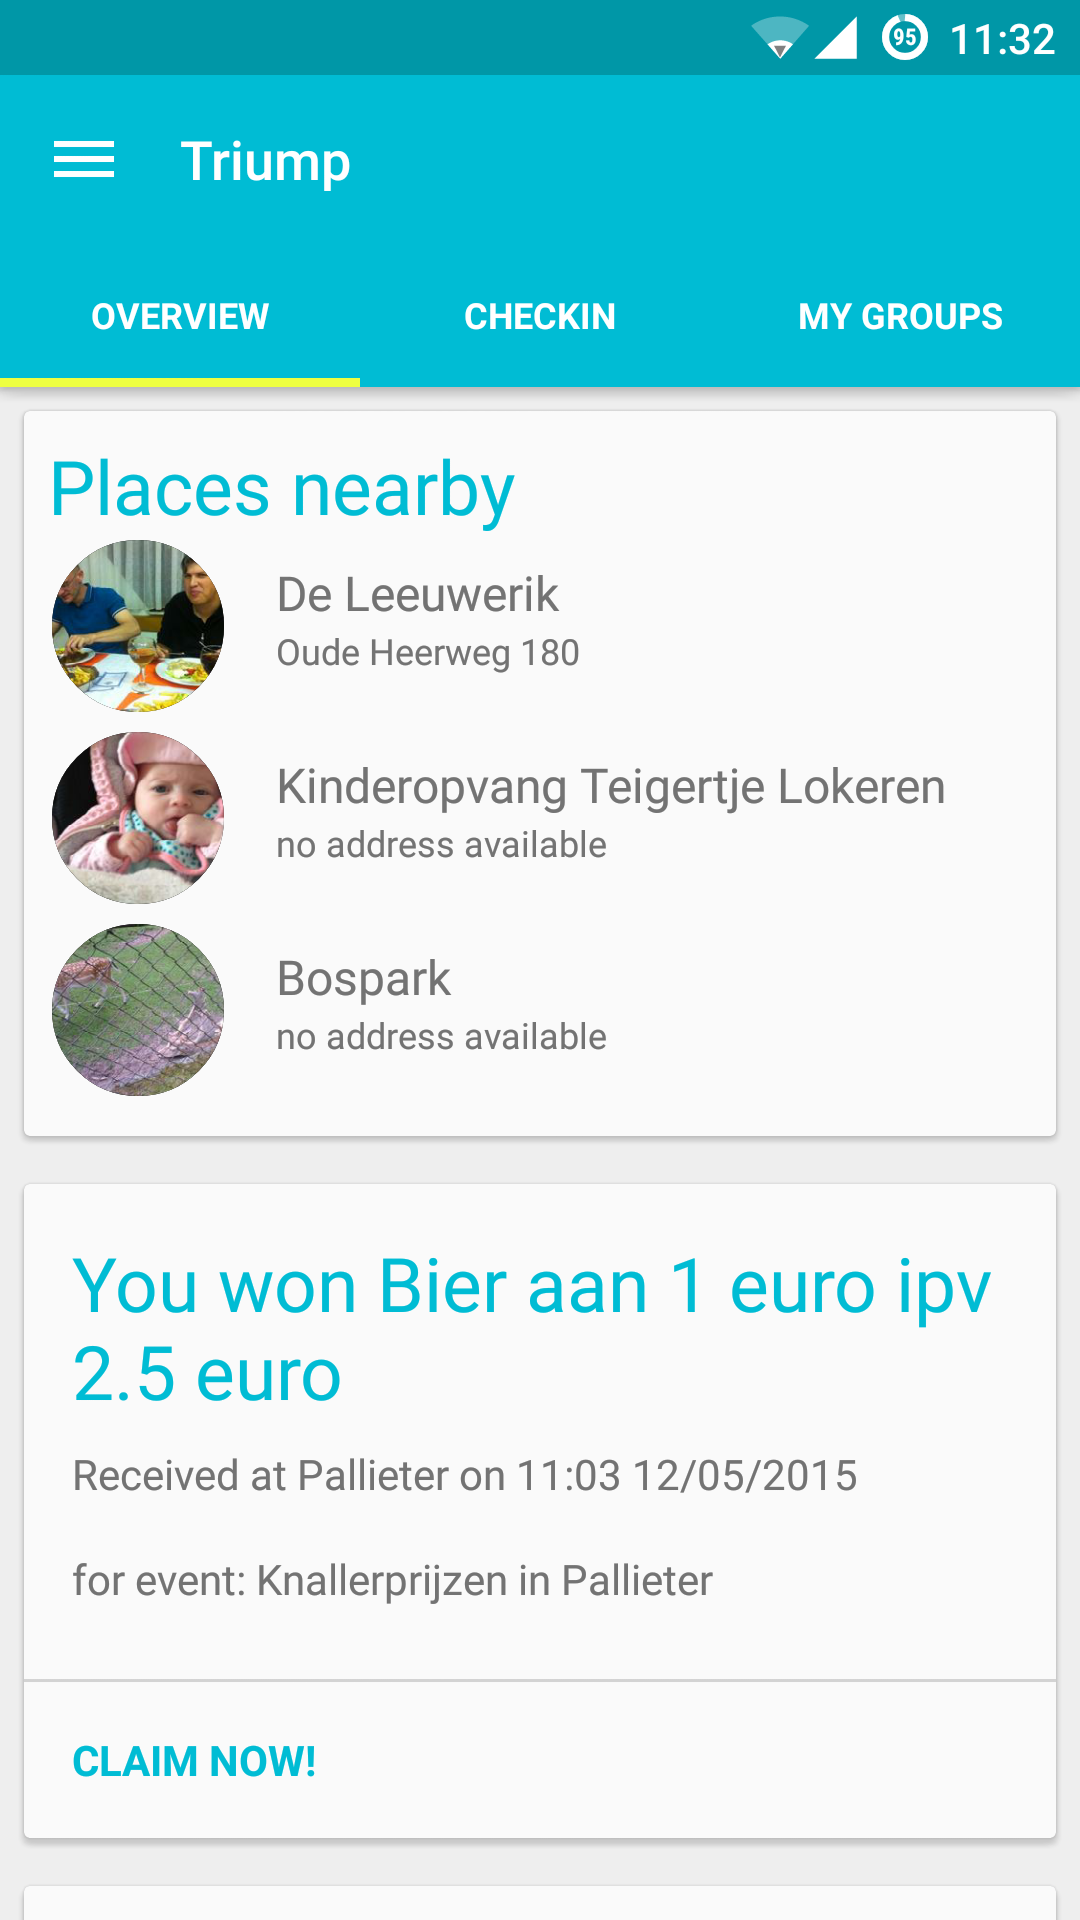 95 11:32
Triump
OVERVIEW CHECKIN MY GROUPS
Places nearby
De Leeuwerik
Oude Heerweg 180
Kinderopvang Teigertje Lokeren
no address available
Bospark
no address available
You won Bier aan 1 euro ipv
2.5 euro
Received at Pallieter on 11:03 12/05/2015
for event: Knallerprijzen in Pallieter
CLAIM NOW!